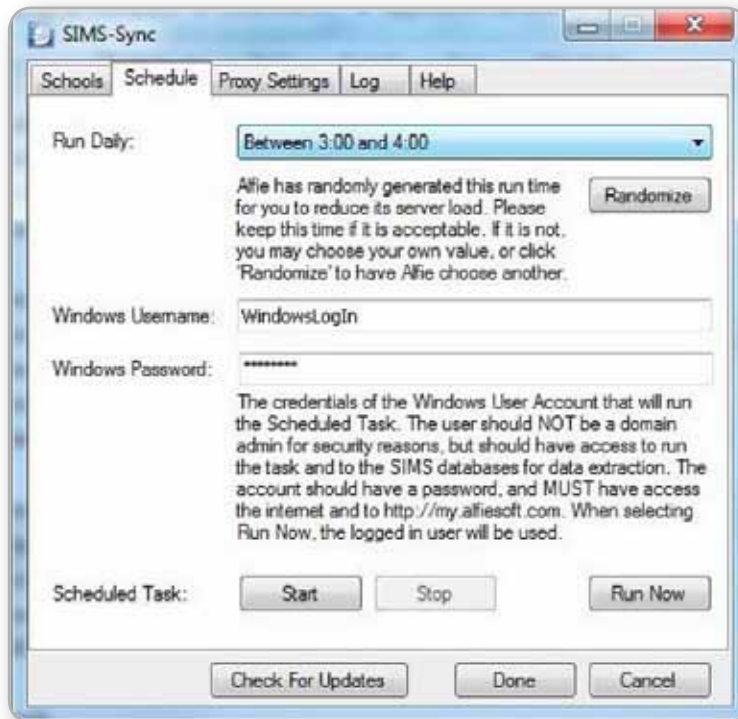 SIMS-Sync
Schools Schedule Proxy Settings Log Help
Run Daily: Between 3:00 and 4:00
Alfie has randomly generated this run time
for you to reduce its server load. Please
keep this time if it is acceptable. If it is not,
you may choose your own value, or click
'Randomize' to have Alfie choose another.
Randomize
Windows Username: WindowsLogIn
Windows Password: ********
The credentials of the Windows User Account that will run
the Scheduled Task. The user should NOT be a domain
admin for security reasons, but should have access to run
the task and to the SIMS databases for data extraction. The
account should have a password, and MUST have access
the internet and to http://my.alfiesoft.com. When selecting
Run Now, the logged in user will be used.
Scheduled Task: Start Stop Run Now
Check For Updates Done Cancel